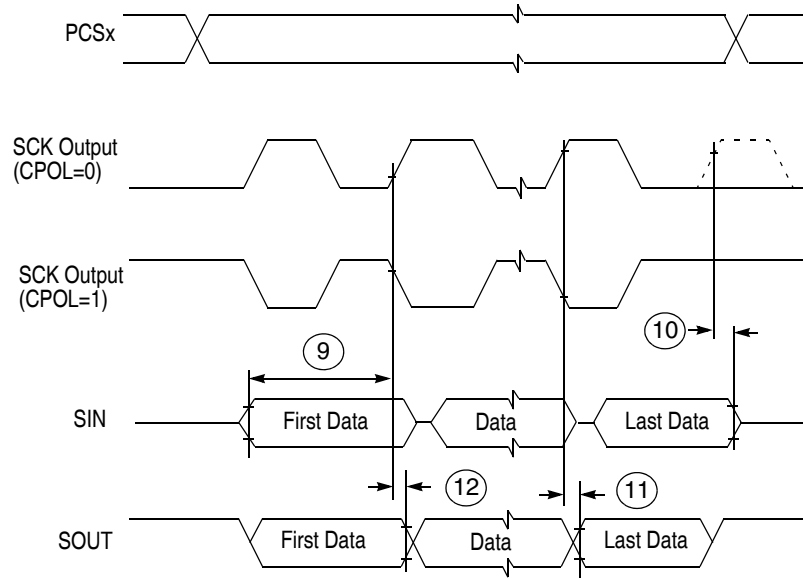 PCSx
SCK Output
(CPOL=0)
SCK Output
(CPOL=1)
10
9
SIN
First Data
Data
Last Data
12
11
SOUT
First Data
Data
Last Data